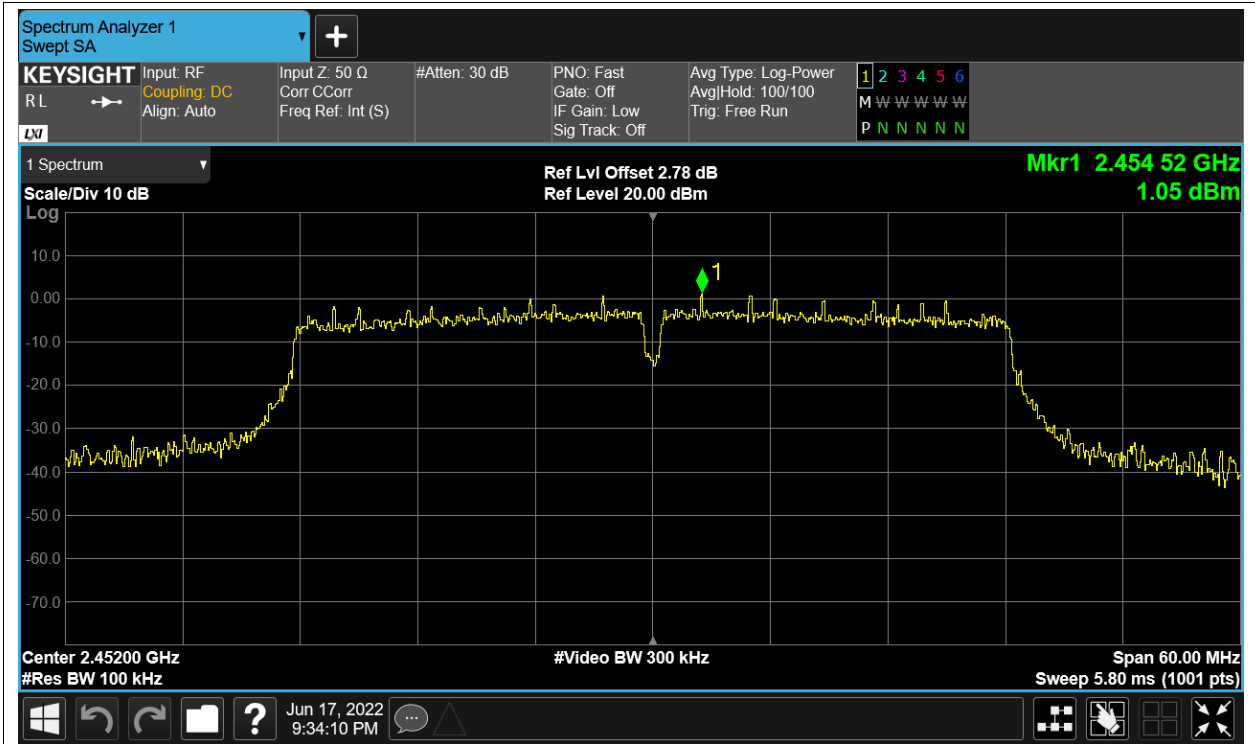 Spectrum Analyzer 1
Swept SA
KEYSIGHT
R L
LXI
Input: RF
Coupling: DC
Align: Auto
Input Z: 50 Ω
Corr CCorr
Freq Ref: Int (S)
#Atten: 30 dB
PNO: Fast
Gate: Off
IF Gain: Low
Sig Track: Off
Avg Type: Log-Power
Avg|Hold: 100/100
Trig: Free Run
1 2 3 4 5 6
M W W W W W
P N N N N N
1 Spectrum
Scale/Div 10 dB
Ref Lvl Offset 2.78 dB
Ref Level 20.00 dBm
Mkr1 2.454 52 GHz
1.05 dBm
Log
10.0
0.00
-10.0
-20.0
-30.0
-40.0
-50.0
-60.0
-70.0
1
Center 2.45200 GHz
#Res BW 100 kHz
#Video BW 300 kHz
Span 60.00 MHz
Sweep 5.80 ms (1001 pts)
?
Jun 17, 2022
9:34:10 PM